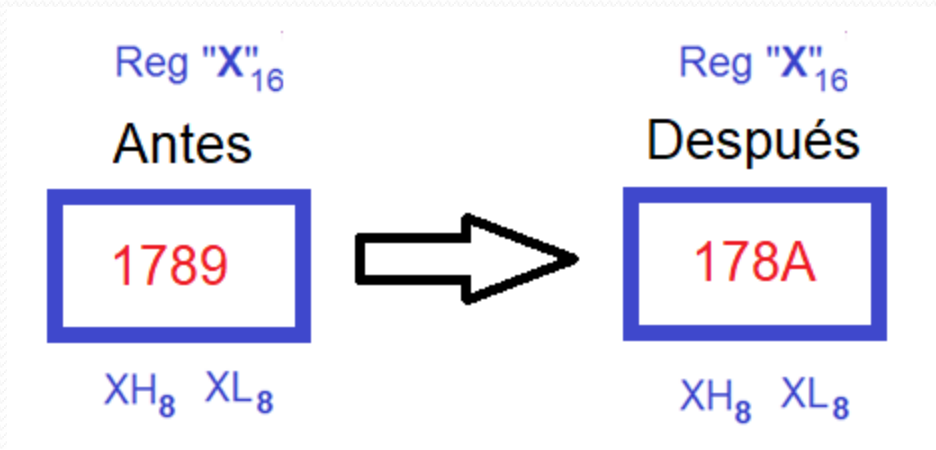 Reg "X"16
Antes
1789
XH8 XL8
Reg "X"16
Después
178A
XH8 XL8